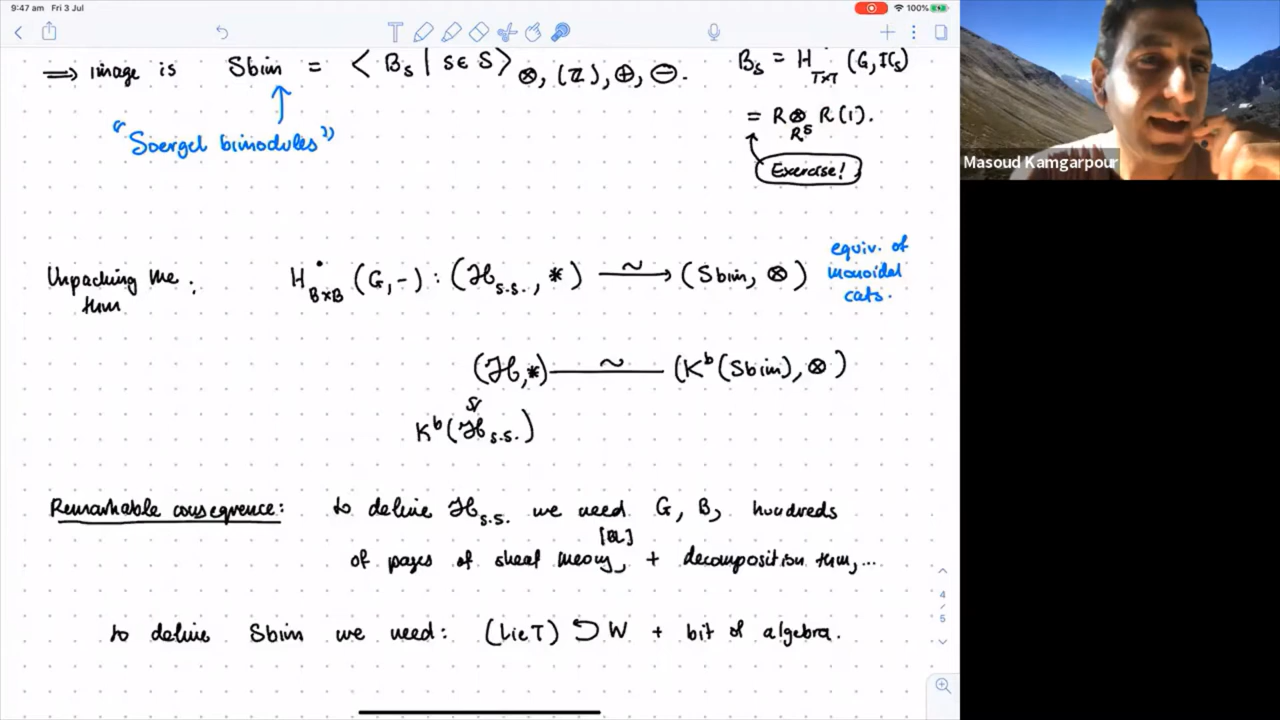 9:47 am Fri 3 Jul
100%
⟹ image is Sbim = ⟨ B_s | s ∈ S ⟩ ⊗, (ℤ), ⊕, ⊖.
B_s = H^•_{T×T} (G, IC_s)
= R ⊗_{R^s} R(1).
Exercise!
"Soergel bimodules"
Masoud Kamgarpour
Unpacking the thm :
H^•_{B×B} (G, -) : (ℋ_{s.s.}, *) ⟶^∼ (Sbim, ⊗)
equiv. of monoidal cats.
(ℋ, *) —^∼— (K^b(Sbim), ⊗)
K^b(ℋ_{s.s.})
Remarkable consequence: to define ℋ_{s.s.} we need G, B, hundreds
[BL]
of pages of sheaf theory, + decomposition thm, ...
to define Sbim we need: (Lie T) ⊃ W + bit of algebra.
4
/
5